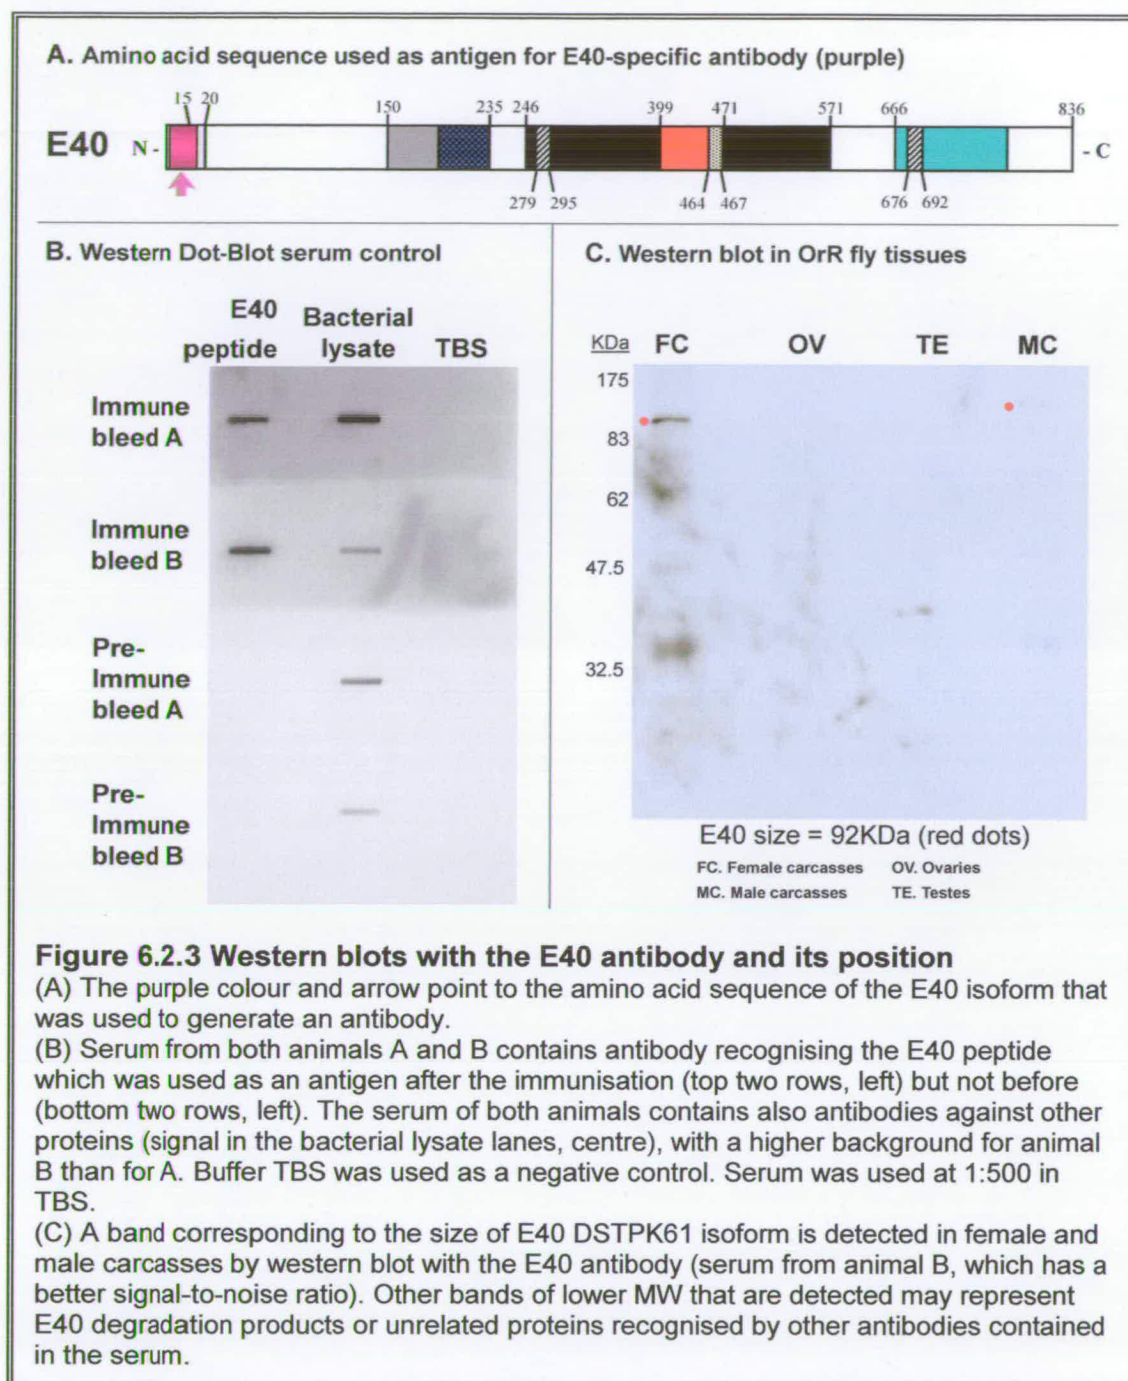 A. Amino acid sequence used as antigen for E40-specific antibody (purple)
15 20 150 235 246 399 471 571 666 836
E40 N - - C
279 295 464 467 676 692
B. Western Dot-Blot serum control
E40 peptide Bacterial lysate TBS
Immune
bleed A
Immune
bleed B
Pre-
Immune
bleed A
Pre-
Immune
bleed B
C. Western blot in OrR fly tissues
KDa FC OV TE MC
175
83
62
47.5
32.5
E40 size = 92KDa (red dots)
FC. Female carcasses OV. Ovaries
MC. Male carcasses TE. Testes
Figure 6.2.3 Western blots with the E40 antibody and its position
(A) The purple colour and arrow point to the amino acid sequence of the E40 isoform that
was used to generate an antibody.
(B) Serum from both animals A and B contains antibody recognising the E40 peptide
which was used as an antigen after the immunisation (top two rows, left) but not before
(bottom two rows, left). The serum of both animals contains also antibodies against other
proteins (signal in the bacterial lysate lanes, centre), with a higher background for animal
B than for A. Buffer TBS was used as a negative control. Serum was used at 1:500 in
TBS.
(C) A band corresponding to the size of E40 DSTPK61 isoform is detected in female and
male carcasses by western blot with the E40 antibody (serum from animal B, which has a
better signal-to-noise ratio). Other bands of lower MW that are detected may represent
E40 degradation products or unrelated proteins recognised by other antibodies contained
in the serum.